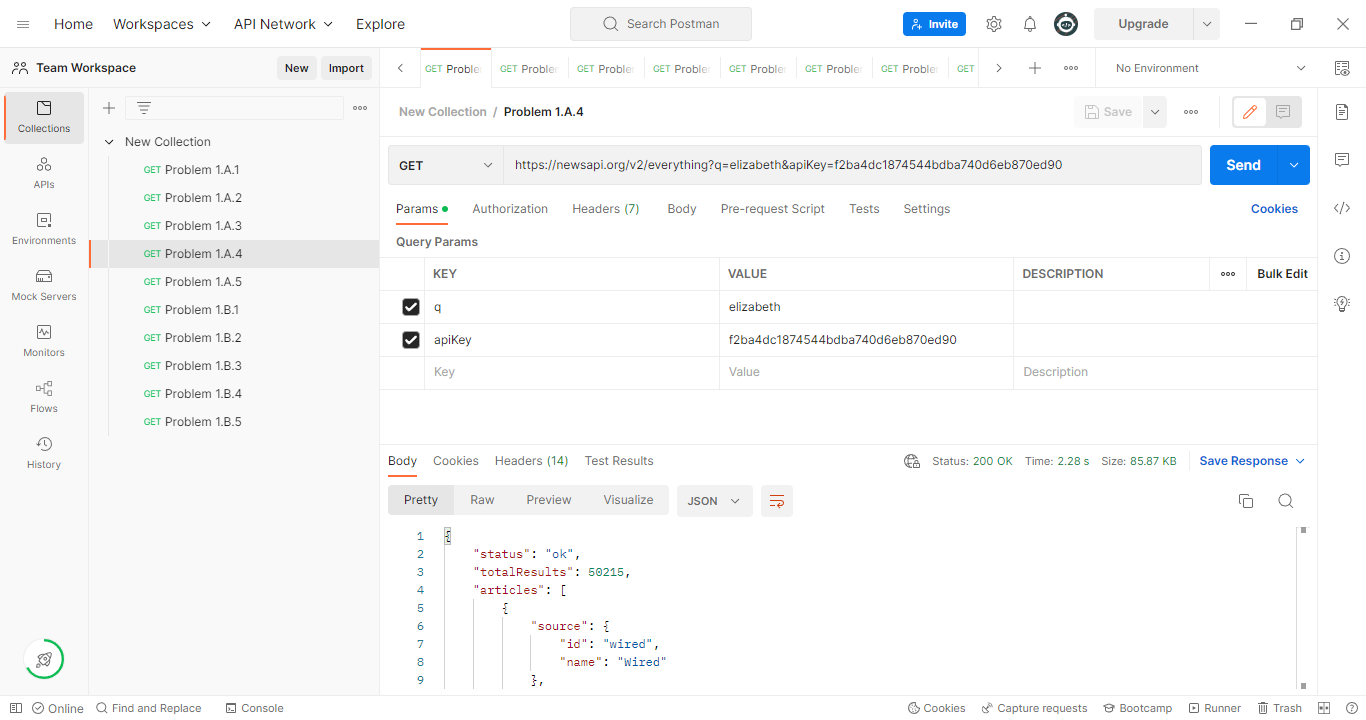 Home Workspaces API Network Explore Search Postman Invite Upgrade
Team Workspace New Import
GET Proble GET Probler GET Probler GET Probler GET Probler GET Proble GET Probler GET No Environment
New Collection / Problem 1.A.4 Save
Collections
APIs
Environments
Mock Servers
Monitors
Flows
History
New Collection
GET Problem 1.A.1
GET Problem 1.A.2
GET Problem 1.A.3
GET Problem 1.A.4
GET Problem 1.A.5
GET Problem 1.B.1
GET Problem 1.B.2
GET Problem 1.B.3
GET Problem 1.B.4
GET Problem 1.B.5
GET https://newsapi.org/v2/everything?q=elizabeth&apiKey=f2ba4dc1874544bdba740d6eb870ed90 Send
Params Authorization Headers (7) Body Pre-request Script Tests Settings Cookies
Query Params
KEY VALUE DESCRIPTION Bulk Edit
q elizabeth
apiKey f2ba4dc1874544bdba740d6eb870ed90
Key Value Description
Body Cookies Headers (14) Test Results Status: 200 OK Time: 2.28 s Size: 85.87 KB Save Response
Pretty Raw Preview Visualize JSON
1 {
2 "status": "ok",
3 "totalResults": 50215,
4 "articles": [
5 {
6 "source": {
7 "id": "wired",
8 "name": "Wired"
9 },
Online Find and Replace Console Cookies Capture requests Bootcamp Runner Trash